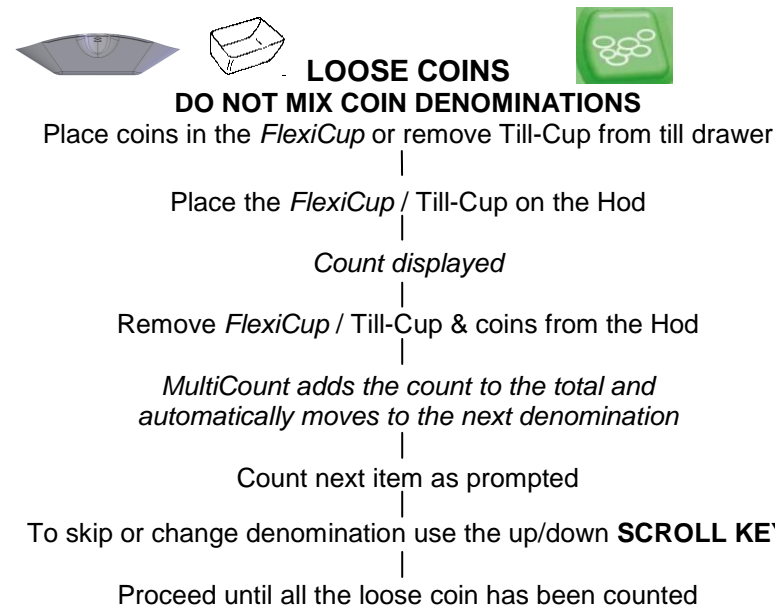 LOOSE COINS
DO NOT MIX COIN DENOMINATIONS
Place coins in the FlexiCup or remove Till-Cup from till drawer
Place the FlexiCup / Till-Cup on the Hod
Count displayed
Remove FlexiCup / Till-Cup & coins from the Hod
MultiCount adds the count to the total and
automatically moves to the next denomination
Count next item as prompted
To skip or change denomination use the up/down SCROLL KEY
Proceed until all the loose coin has been counted